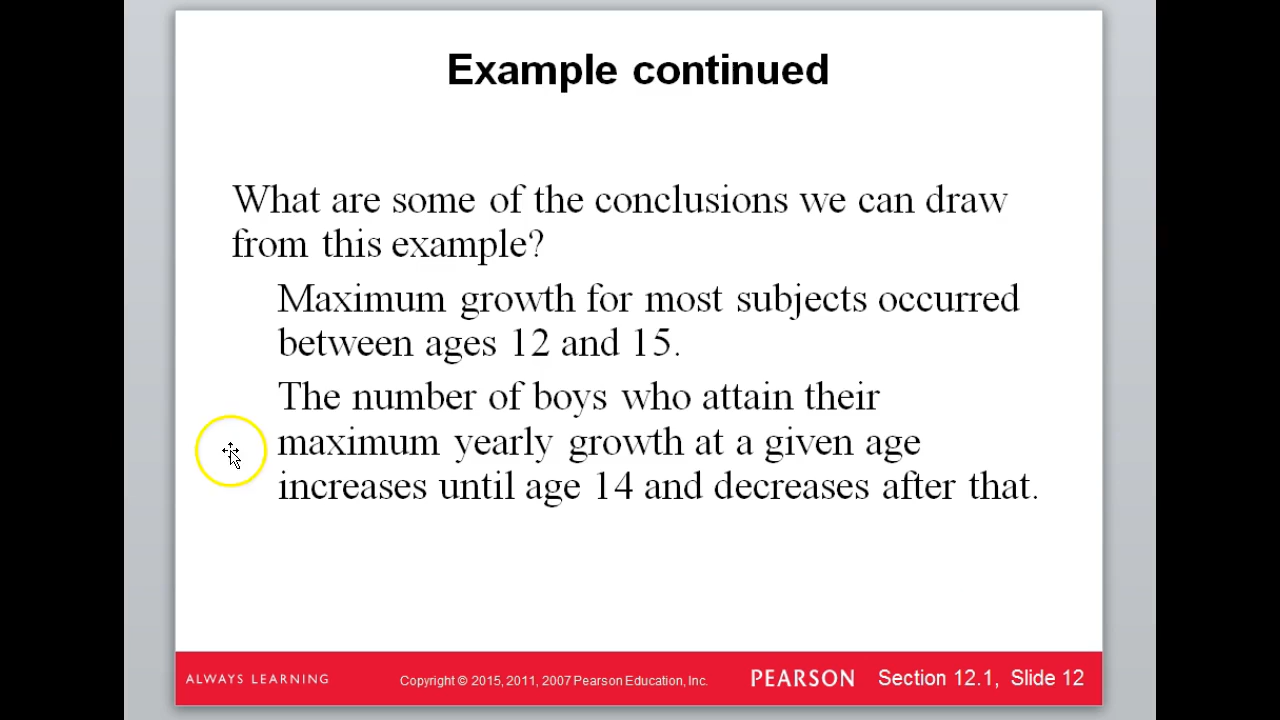 Example continued
What are some of the conclusions we can draw
from this example?
Maximum growth for most subjects occurred
between ages 12 and 15.
The number of boys who attain their
maximum yearly growth at a given age
increases until age 14 and decreases after that.
ALWAYS LEARNING
Copyright © 2015, 2011, 2007 Pearson Education, Inc.
PEARSON
Section 12.1, Slide 12